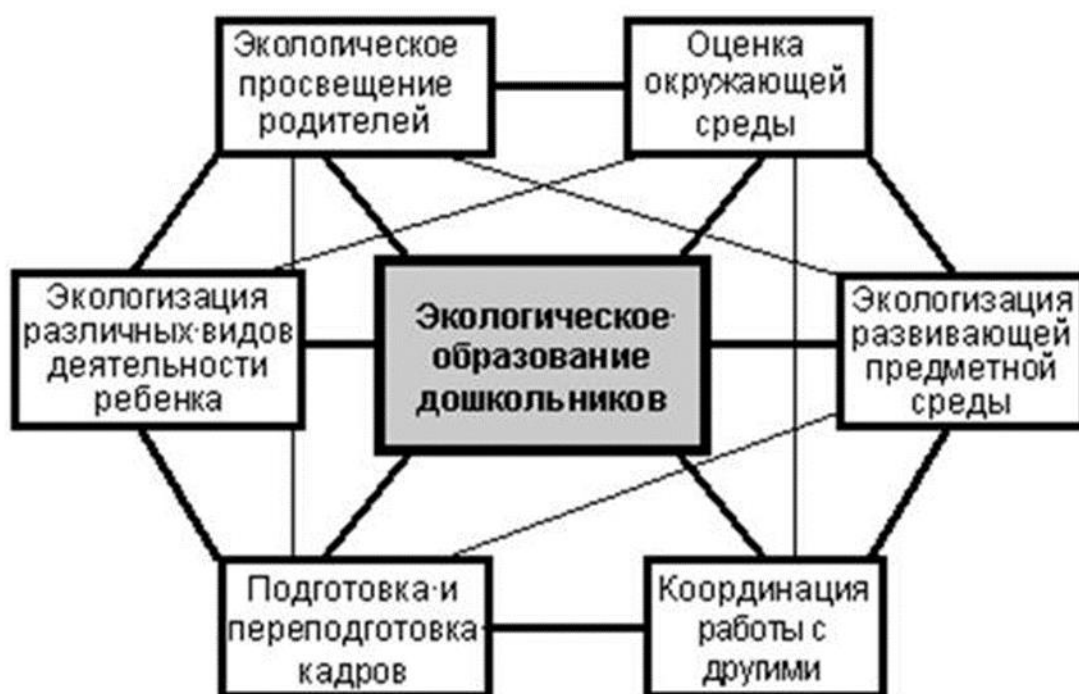 Экологическое
просвещение
родителей
Оценка
окружающей
среды
Экологизация
различных·видов
деятельности
ребенка
Экологическое·
образование
дошкольников
Экологизация
развивающей
предметной
среды
Подготовка·и
переподготовка·
кадров
Координация
работы с
другими